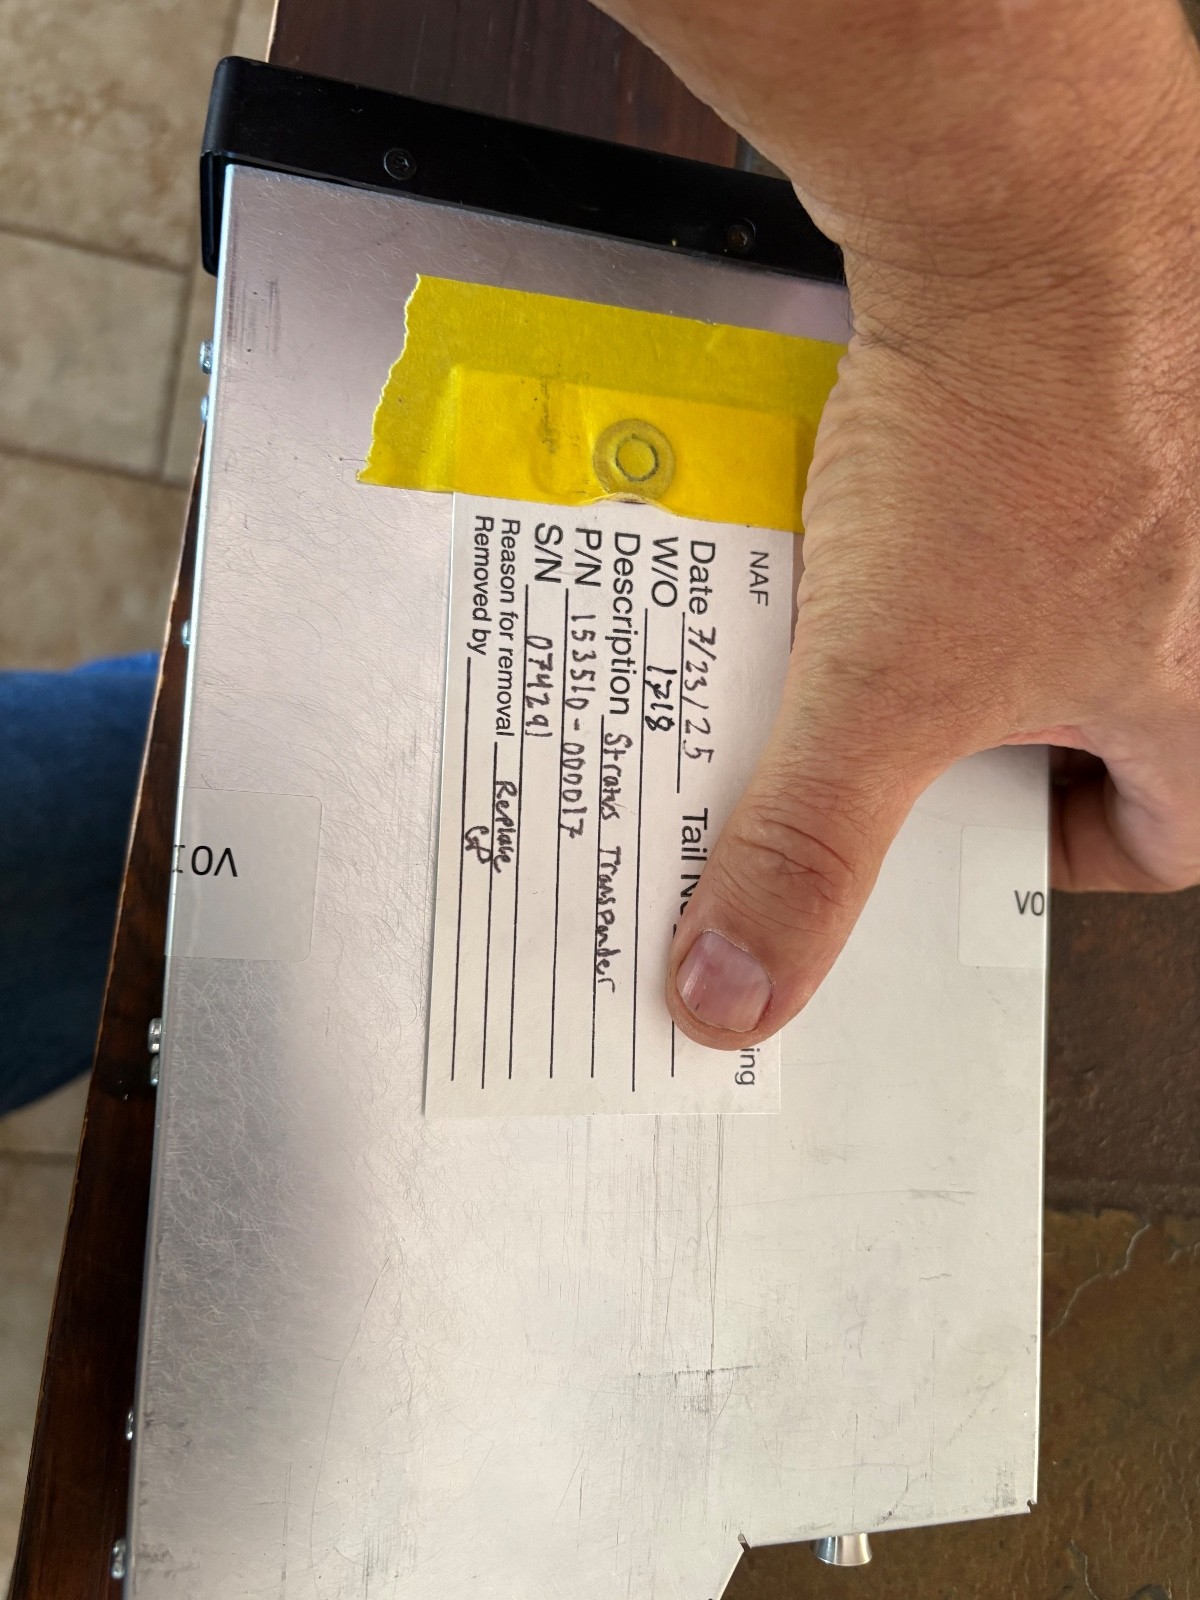 NAF ing
Date 7/23/25 Tail
W/O 1718
Description Stratus Transponder
P/N 153510-000017
S/N 074291
Reason for removal Replace
Removed by GP
VOI
VO